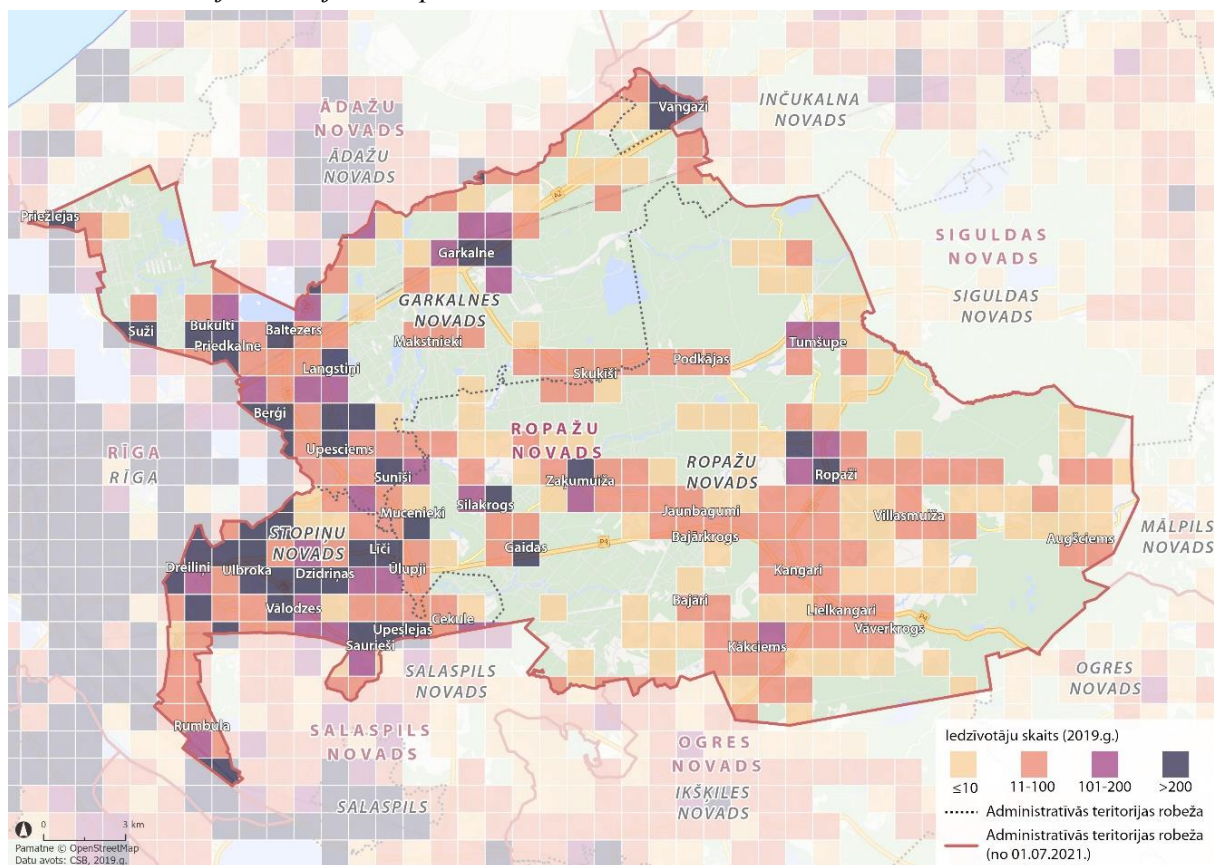 ĀDAŽU
NOVADS
ĀDAŽU
NOVADS
INČUKALNA
NOVADS
Vangaži
Priežlejas
Garkalne
SIGULDAS
NOVADS
SIGULDAS
NOVADS
GARKALNES
NOVADS
Suži
Bukulti
Priedkalne
Baltezers
Makstnieki
Tumšupe
Langstiņi
Skuķīši
Podkājas
Berģi
Upesciems
RĪGA
RĪGA
ROPAŽU
NOVADS
ROPAŽU
NOVADS
Sunīši
Zaķumuiža
Ropaži
Silakrogs
Mucenieki
Jaunbagumi
Villasmuiža
STOPIŅU
NOVADS
Bajārkrogs
MĀLPILS
NOVADS
Augšciems
Līči
Gaidas
P4
Dreiliņi
Ulbroka
Dzidriņas
Ūlupji
Kangari
Vālodzes
Cekule
Bajāri
Lielkangari
Vāverkrogs
Upeslejas
Saurieši
Kākciems
SALASPILS
NOVADS
OGRES
NOVADS
Rumbula
SALASPILS
NOVADS
OGRES
NOVADS
IKŠĶILES
NOVADS
SALASPILS
Iedzīvotāju skaits (2019.g.)
≤10 11-100 101-200 >200
Administratīvās teritorijas robeža
Administratīvās teritorijas robeža
(no 01.07.2021.)
0 3 km
Pamatne © OpenStreetMap
Datu avots: CSB, 2019.g.